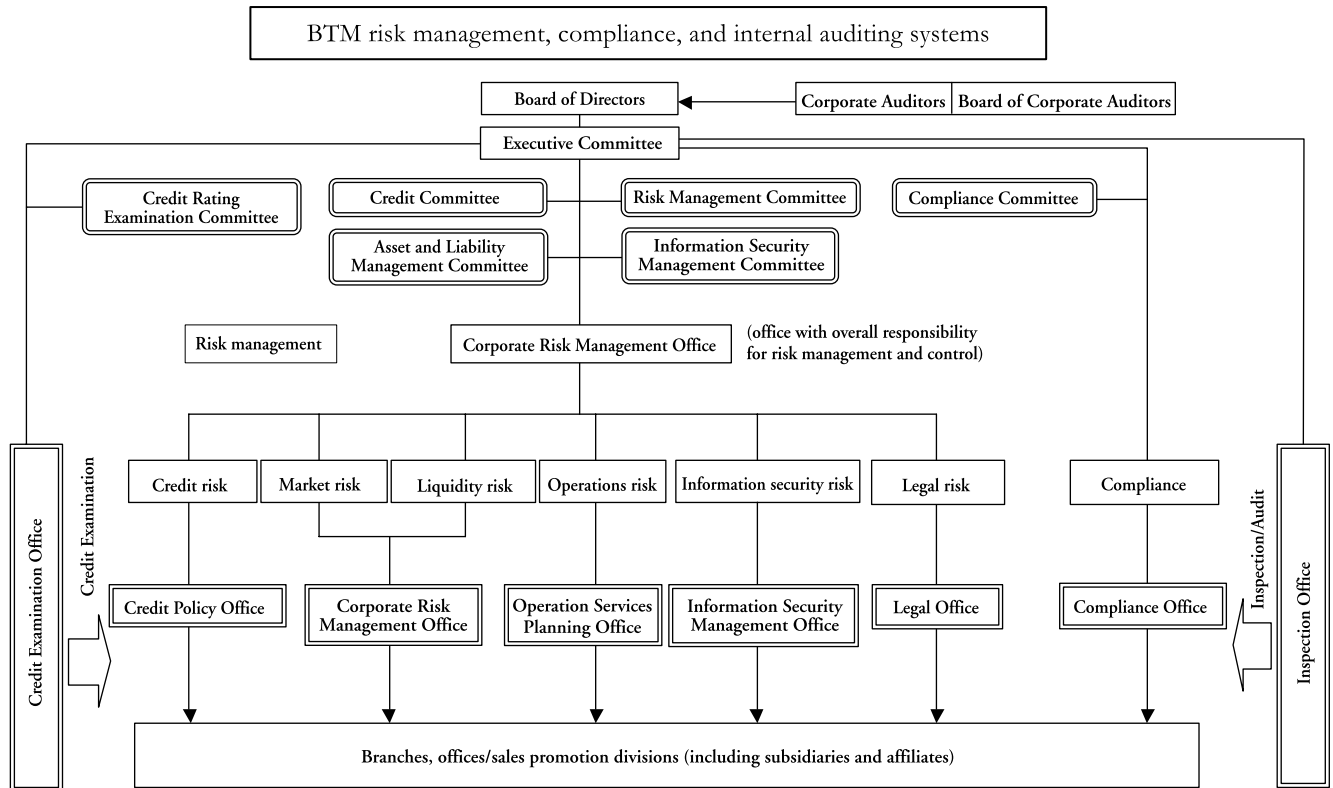 BTM risk management, compliance, and internal auditing systems
Board of Directors
Corporate Auditors
Board of Corporate Auditors
Executive Committee
Credit Rating
Examination Committee
Credit Committee
Risk Management Committee
Compliance Committee
Asset and Liability
Management Committee
Information Security
Management Committee
Risk management
Corporate Risk Management Office
(office with overall responsibility
for risk management and control)
Credit Examination Office
Credit Examination
Credit risk
Market risk
Liquidity risk
Operations risk
Information security risk
Legal risk
Compliance
Inspection/Audit
Inspection Office
Credit Policy Office
Corporate Risk
Management Office
Operation Services
Planning Office
Information Security
Management Office
Legal Office
Compliance Office
Branches, offices/sales promotion divisions (including subsidiaries and affiliates)